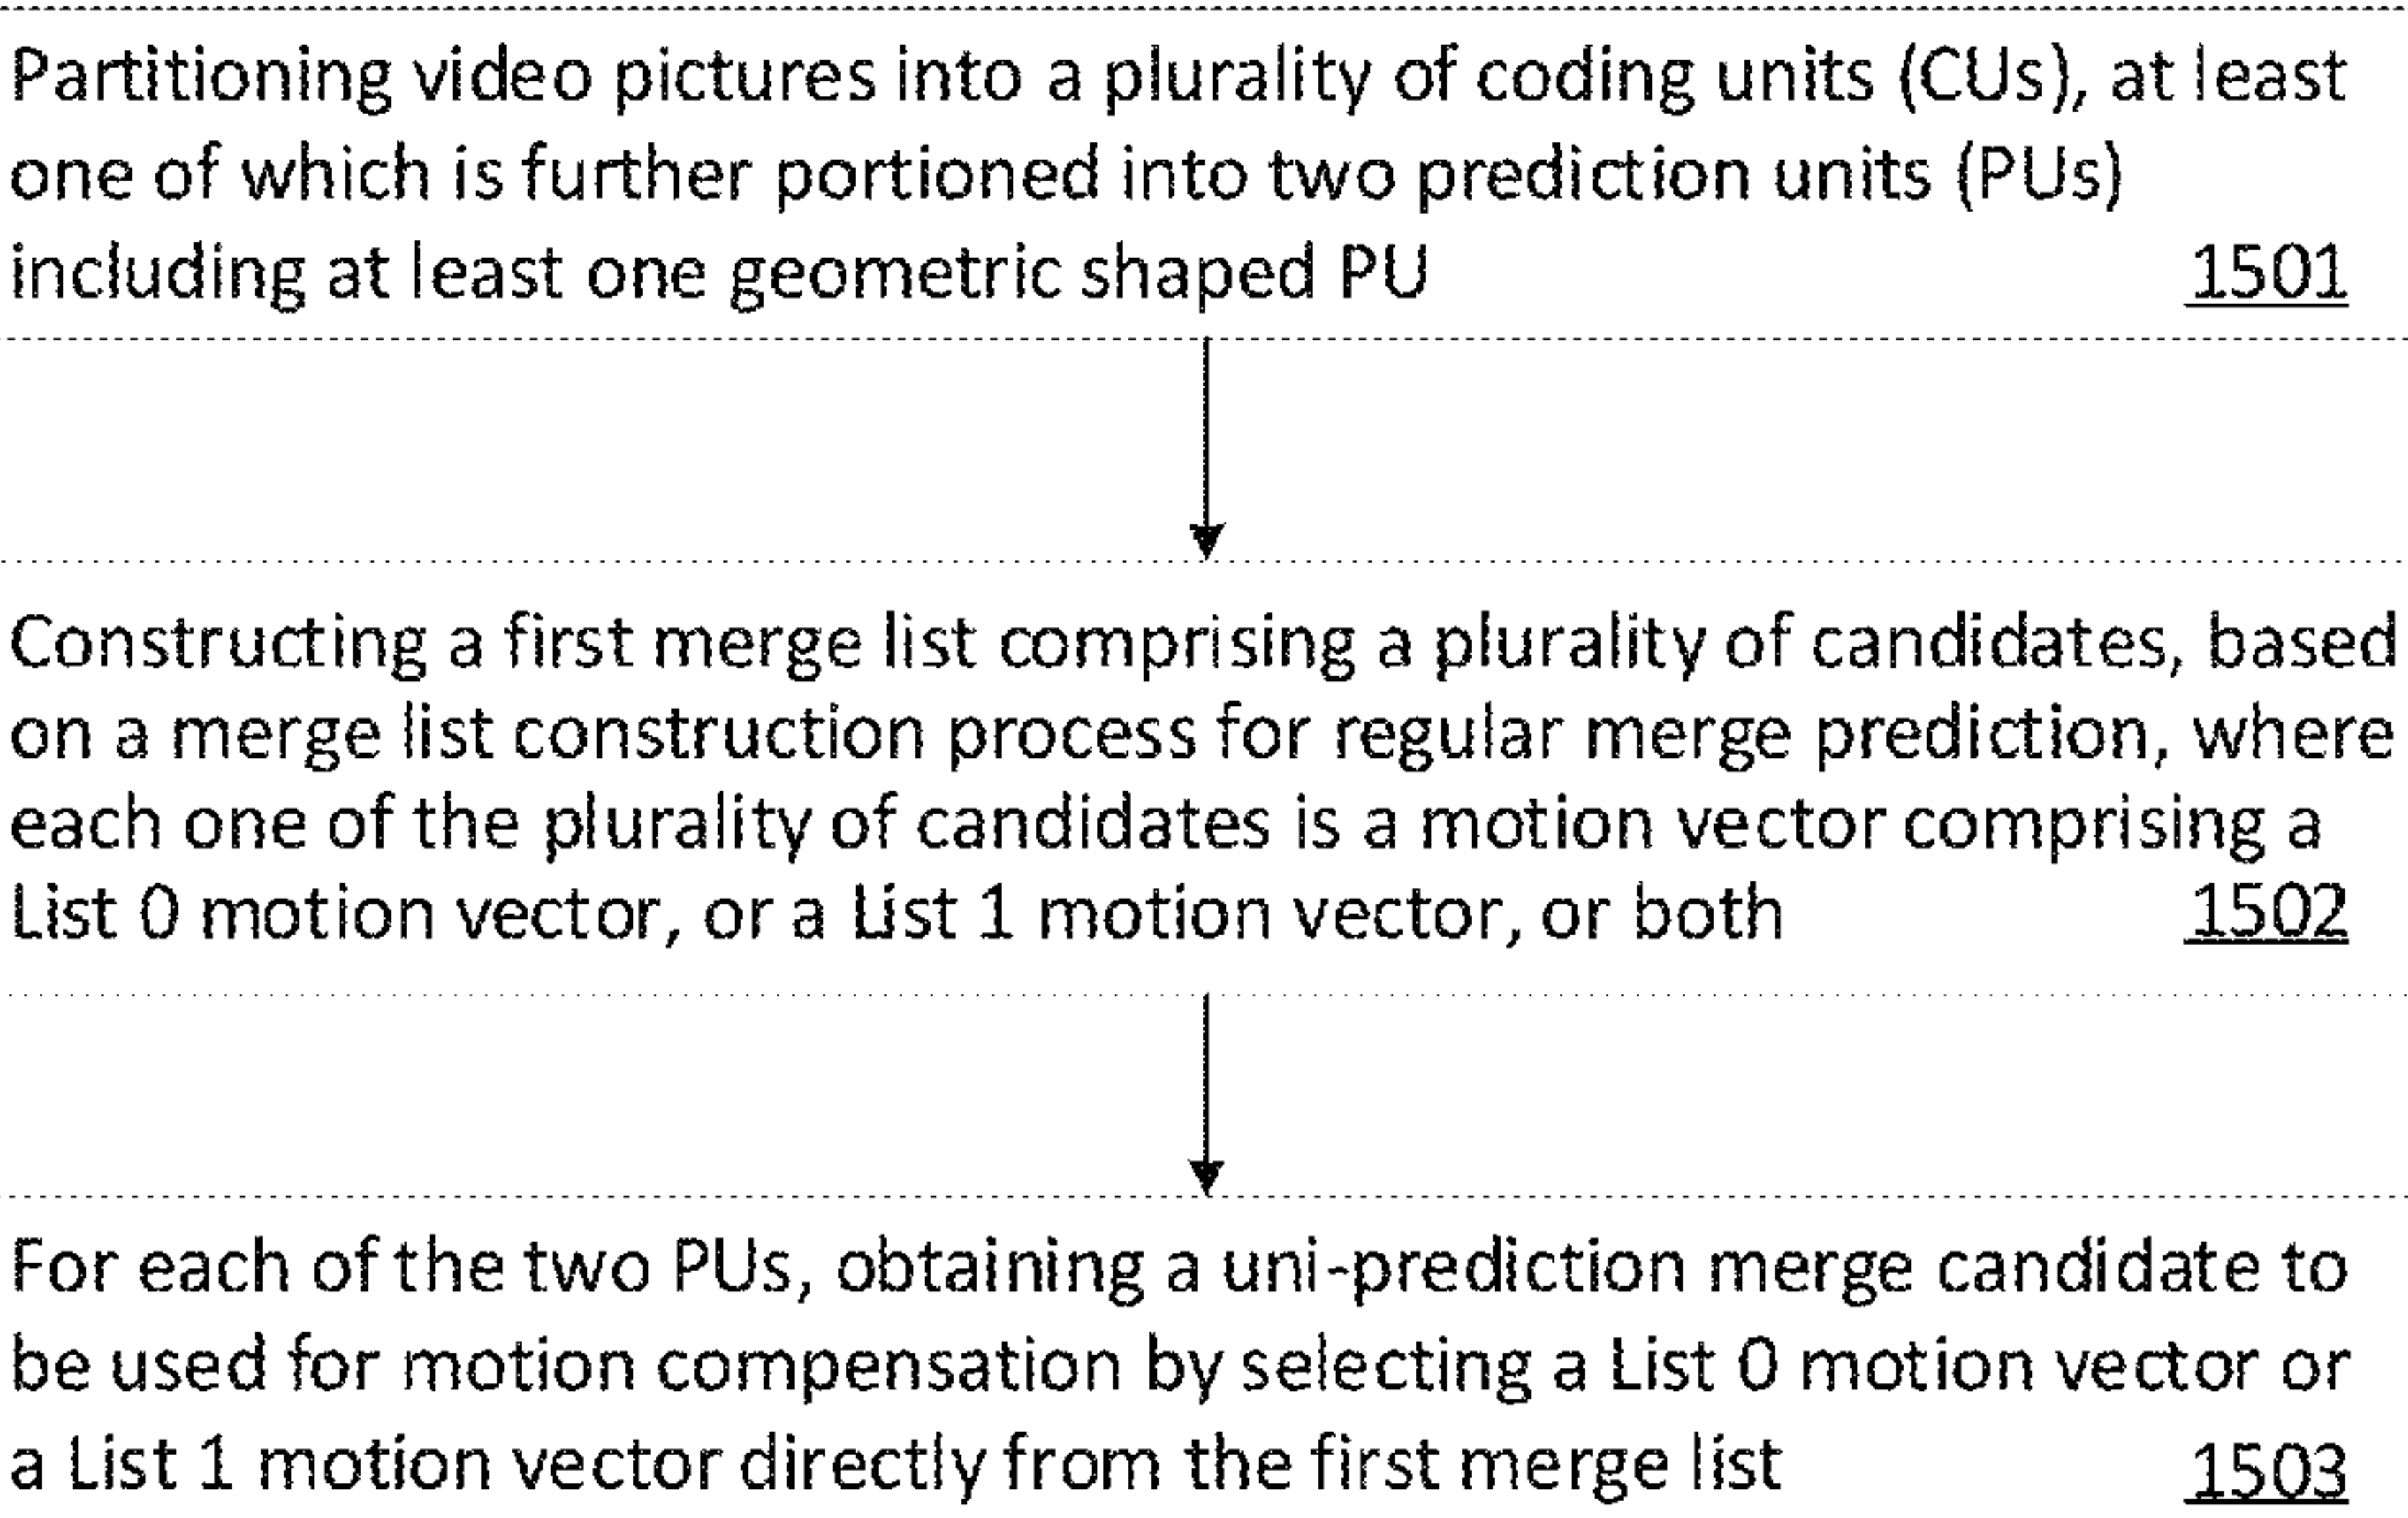 Partitioning video pictures into a plurality of coding units (CUs), at least
one of which is further portioned into two prediction units (PUs)
including at least one geometric shaped PU 1501
Constructing a first merge list comprising a plurality of candidates, based
on a merge list construction process for regular merge prediction, where
each one of the plurality of candidates is a motion vector comprising a
List 0 motion vector, or a List 1 motion vector, or both 1502
For each of the two PUs, obtaining a uni-prediction merge candidate to
be used for motion compensation by selecting a List 0 motion vector or
a List 1 motion vector directly from the first merge list 1503